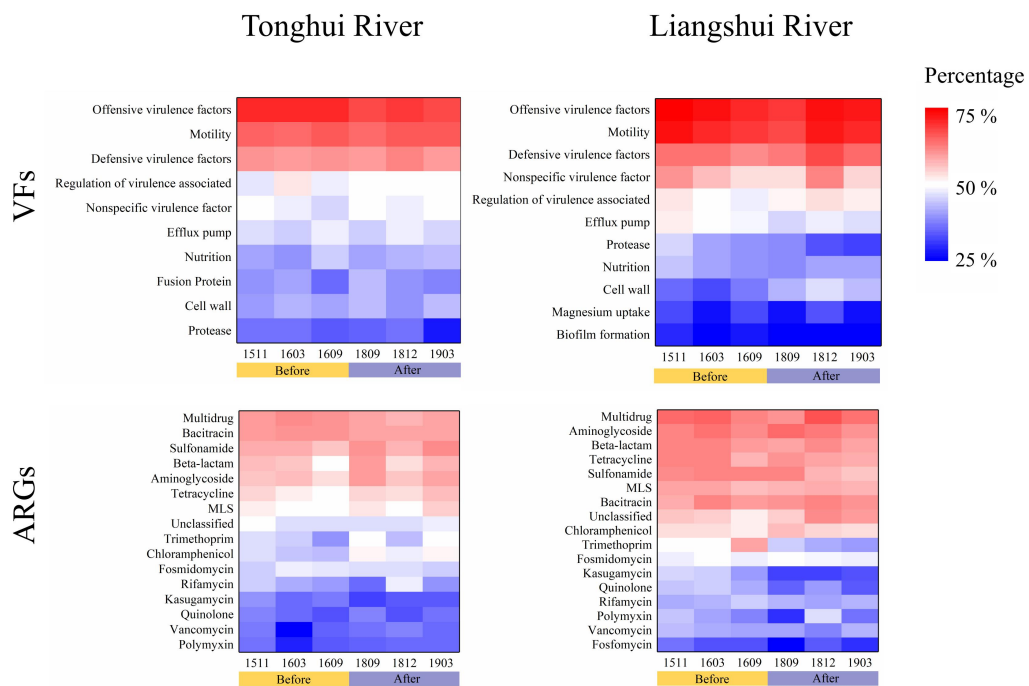 Tonghui River
Liangshui River
VFs
Offensive virulence factors
Motility
Defensive virulence factors
Regulation of virulence associated
Nonspecific virulence factor
Efflux pump
Nutrition
Fusion Protein
Cell wall
Protease
1511 1603 1609 1809 1812 1903
Before After
Offensive virulence factors
Motility
Defensive virulence factors
Nonspecific virulence factor
Regulation of virulence associated
Efflux pump
Protease
Nutrition
Cell wall
Magnesium uptake
Biofilm formation
1511 1603 1609 1809 1812 1903
Before After
Percentage
75 %
50 %
25 %
ARGs
Multidrug
Bacitracin
Sulfonamide
Beta-lactam
Aminoglycoside
Tetracycline
MLS
Unclassified
Trimethoprim
Chloramphenicol
Fosmidomycin
Rifamycin
Kasugamycin
Quinolone
Vancomycin
Polymyxin
1511 1603 1609 1809 1812 1903
Before After
Multidrug
Aminoglycoside
Beta-lactam
Tetracycline
Sulfonamide
MLS
Bacitracin
Unclassified
Chloramphenicol
Trimethoprim
Fosmidomycin
Kasugamycin
Quinolone
Rifamycin
Polymyxin
Vancomycin
Fosfomycin
1511 1603 1609 1809 1812 1903
Before After